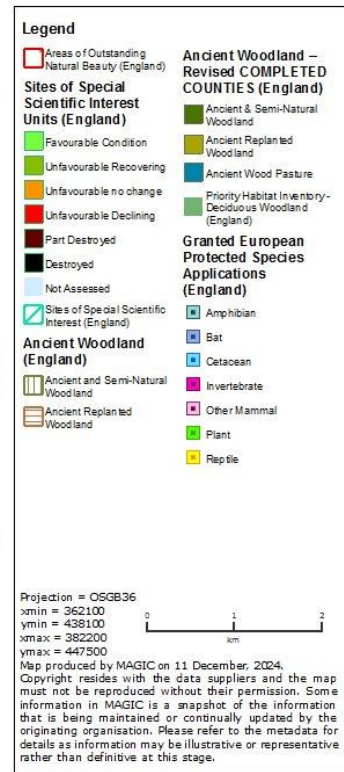 Legend
Areas of Outstanding
Natural Beauty (England)
Sites of Special
Scientific Interest
Units (England)
Favourable Condition
Unfavourable Recovering
Unfavourable no change
Unfavourable Declining
Part Destroyed
Destroyed
Not Assessed
Sites of Special Scientific
Interest (England)
Ancient Woodland
(England)
Ancient and Semi-Natural
Woodland
Ancient Replanted
Woodland
Ancient Woodland –
Revised COMPLETED
COUNTIES (England)
Ancient & Semi-Natural
Woodland
Ancient Replanted
Woodland
Ancient Wood Pasture
Priority Habitat Inventory -
Deciduous Woodland
(England)
Granted European
Protected Species
Applications
(England)
Amphibian
Bat
Cetacean
Invertebrate
Other Mammal
Plant
Reptile
Projection = OSGB36
xmin = 362100
ymin = 438100
xmax = 382200
ymax = 447500
0 1 2
km
Map produced by MAGIC on 11 December, 2024.
Copyright resides with the data suppliers and the map
must not be reproduced without their permission. Some
information in MAGIC is a snapshot of the information
that is being maintained or continually updated by the
originating organisation. Please refer to the metadata for
details as information may be illustrative or representative
rather than definitive at this stage.